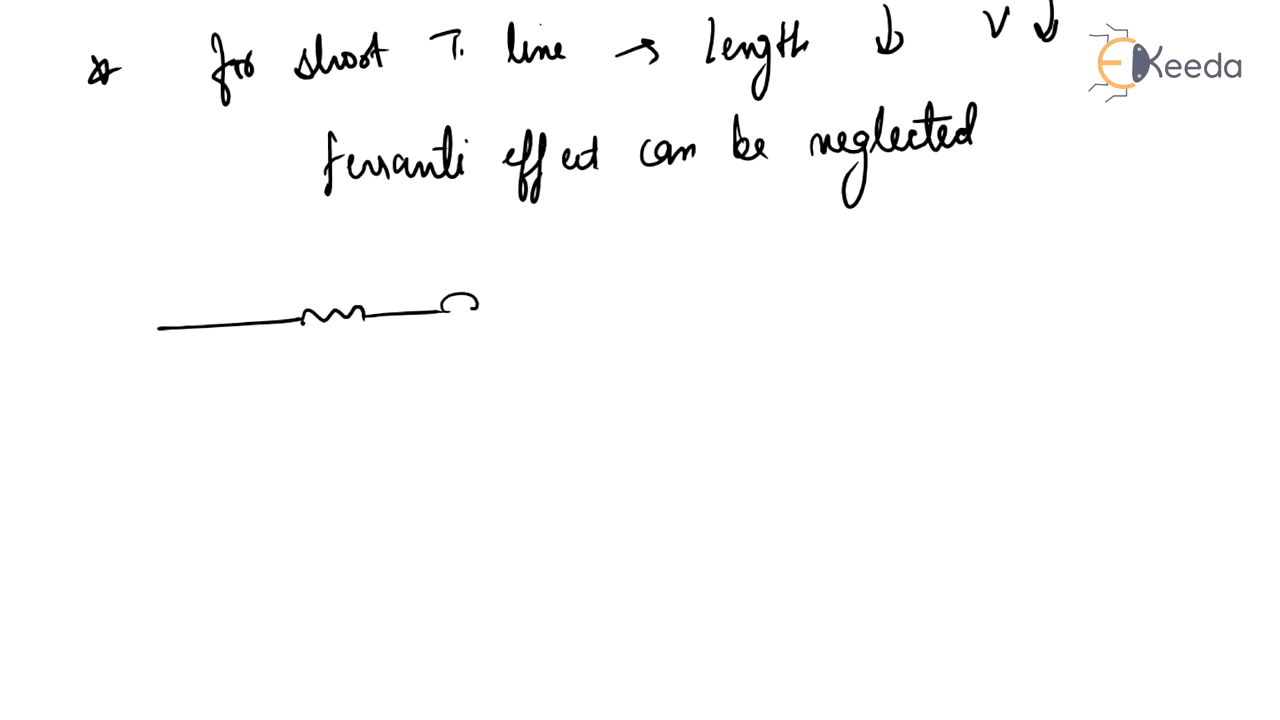 * for short T. line → length ↓ V ↓
ferranti effect can be neglected
EKeeda